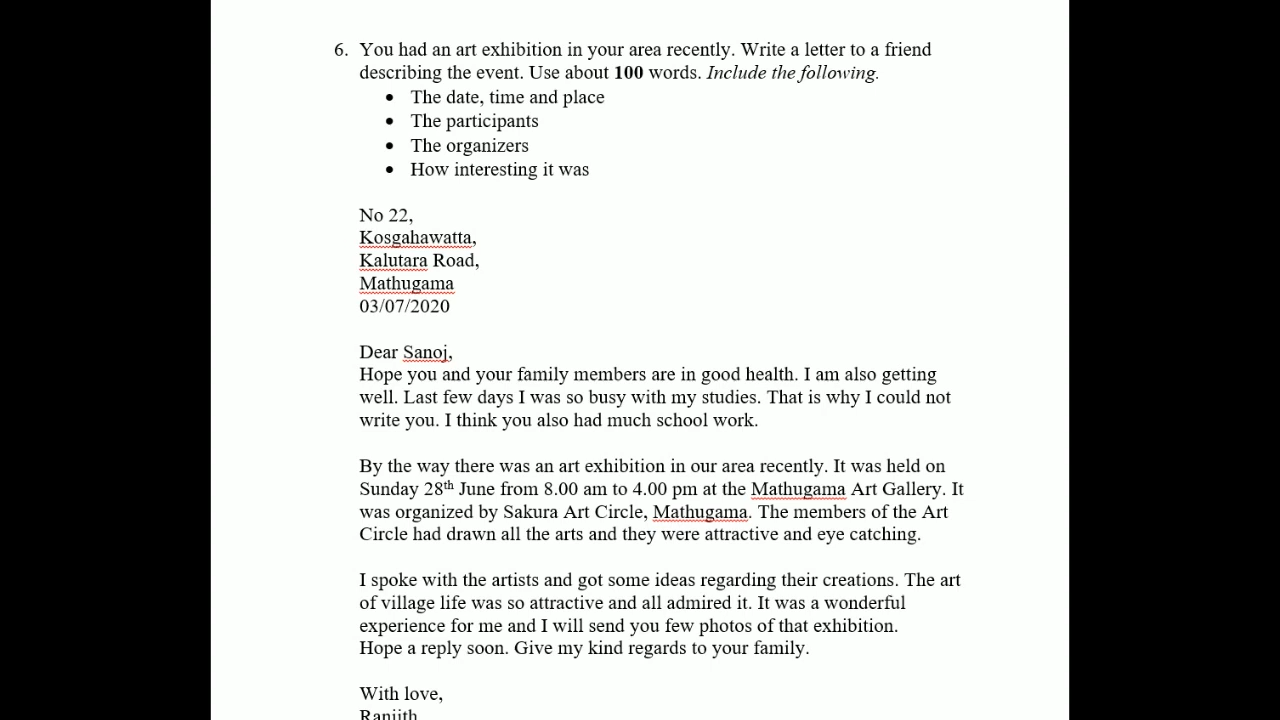 6. You had an art exhibition in your area recently. Write a letter to a friend
describing the event. Use about 100 words. Include the following.
• The date, time and place
• The participants
• The organizers
• How interesting it was
No 22,
Kosgahawatta,
Kalutara Road,
Mathugama
03/07/2020
Dear Sanoj,
Hope you and your family members are in good health. I am also getting
well. Last few days I was so busy with my studies. That is why I could not
write you. I think you also had much school work.
By the way there was an art exhibition in our area recently. It was held on
Sunday 28th June from 8.00 am to 4.00 pm at the Mathugama Art Gallery. It
was organized by Sakura Art Circle, Mathugama. The members of the Art
Circle had drawn all the arts and they were attractive and eye catching.
I spoke with the artists and got some ideas regarding their creations. The art
of village life was so attractive and all admired it. It was a wonderful
experience for me and I will send you few photos of that exhibition.
Hope a reply soon. Give my kind regards to your family.
With love,
Ranjith